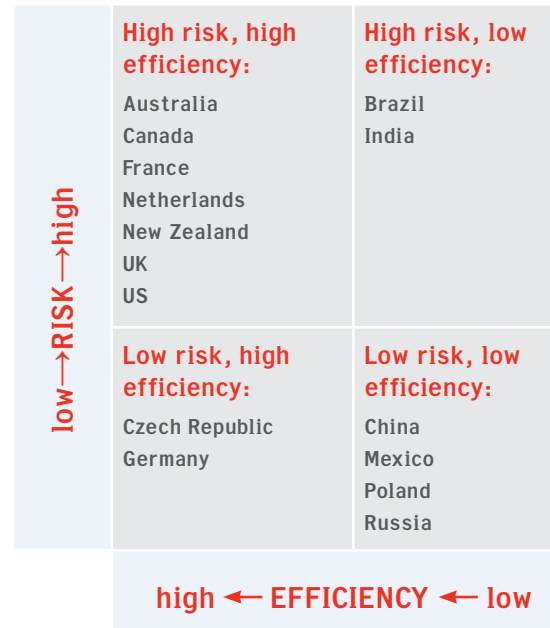 High risk, high
efficiency:
Australia
Canada
France
Netherlands
New Zealand
UK
US
High risk, low
efficiency:
Brazil
India
low→RISK→high
Low risk, high
efficiency:
Czech Republic
Germany
Low risk, low
efficiency:
China
Mexico
Poland
Russia
high ← EFFICIENCY ← low